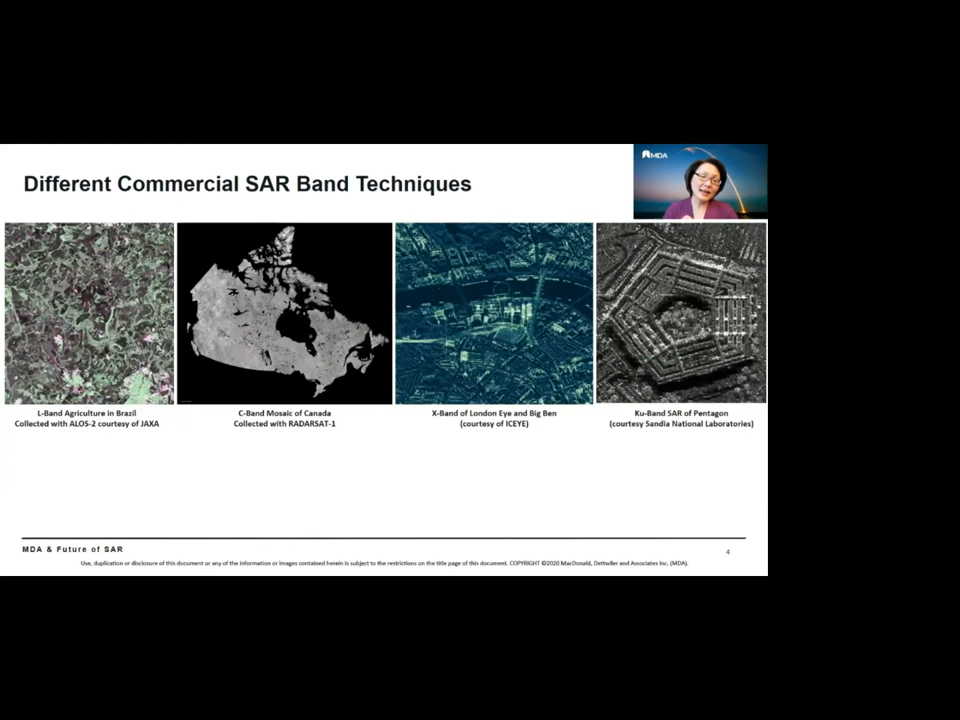 MDA
Different Commercial SAR Band Techniques
L-Band Agriculture in Brazil
Collected with ALOS-2 courtesy of JAXA
C-Band Mosaic of Canada
Collected with RADARSAT-1
X-Band of London Eye and Big Ben
(courtesy of ICEYE)
Ku-Band SAR of Pentagon
(courtesy Sandia National Laboratories)
MDA & Future of SAR
4
Use, duplication or disclosure of this document or any of the information or images contained herein is subject to the restrictions on the title page of this document. COPYRIGHT ©2020 MacDonald, Dettwiler and Associates Inc. (MDA).